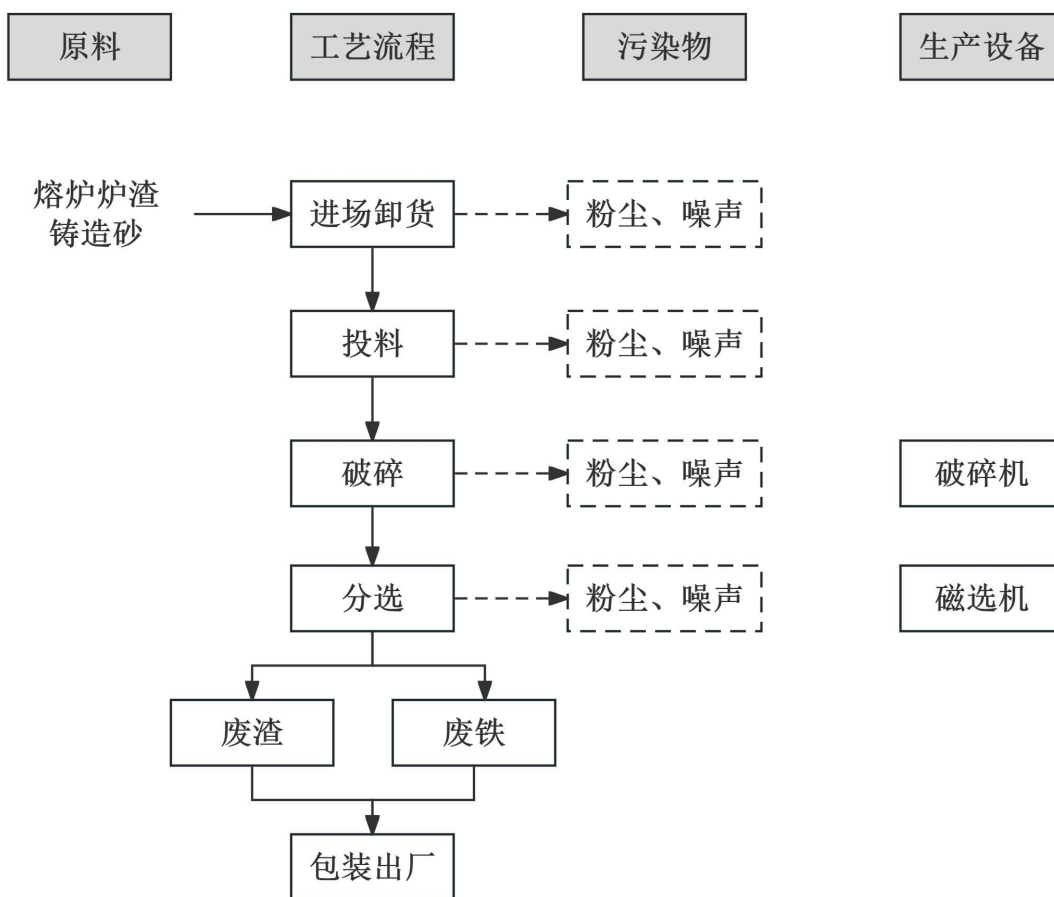 原料
工艺流程
污染物
生产设备
熔炉炉渣
铸造砂
进场卸货
粉尘、噪声
投料
粉尘、噪声
破碎
粉尘、噪声
破碎机
分选
粉尘、噪声
磁选机
废渣
废铁
包装出厂